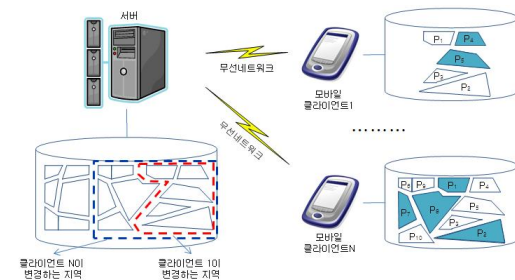 서버
무선네트워크
모바일
클라이언트1
P₁
P₄
P₅
P₃
P₂
·········
무선네트워크
P₈
P₆
P₁
P₄
P₇
P₉
P₅
P₃
P₁₀
P₂
모바일
클라이언트N
클라이언트 N이
변경하는 지역
클라이언트 1이
변경하는 지역